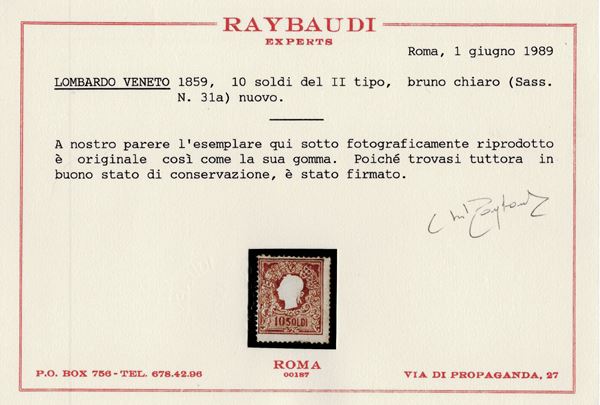 RAYBAUDI
EXPERTS
Roma, 1 giugno 1989
LOMBARDO VENETO 1859, 10 soldi del II tipo, bruno chiaro (Sass.
N. 31a) nuovo.
A nostro parere l'esemplare qui sotto fotograficamente riprodotto
è originale così come la sua gomma. Poiché trovasi tuttora in
buono stato di conservazione, è stato firmato.
10 SOLDI
ROMA
00187
P.O. BOX 756-TEL. 678.42.96
VIA DI PROPAGANDA, 27